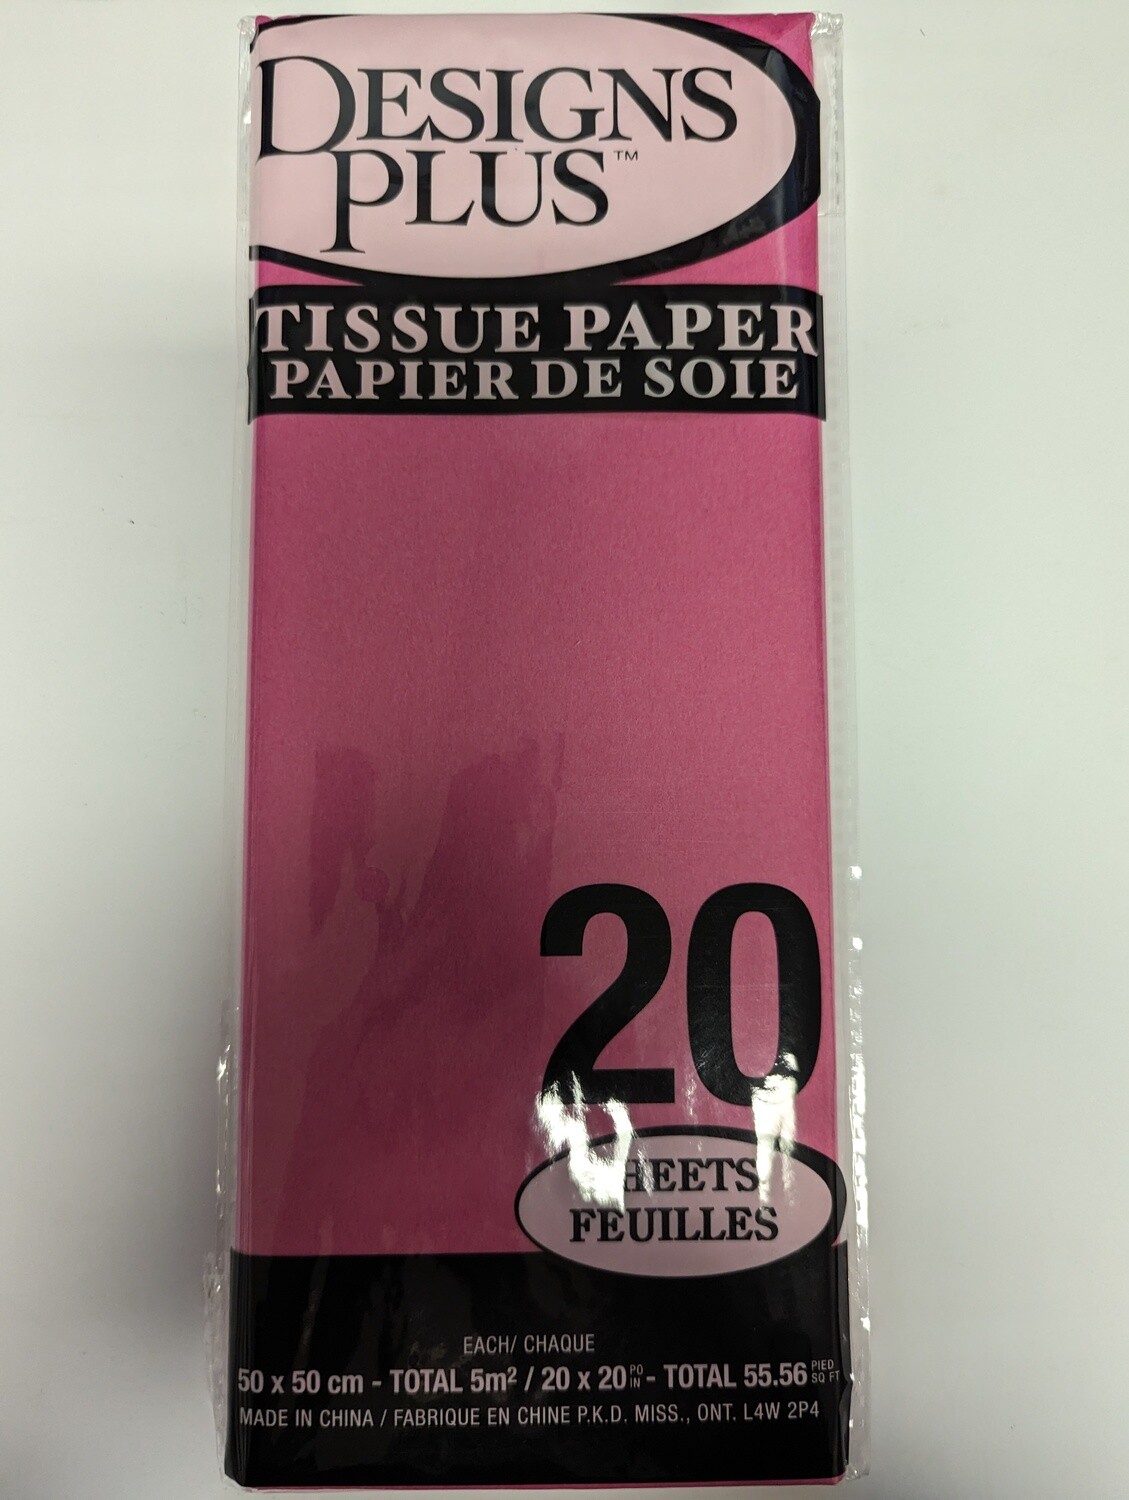 DESIGNS
PLUS™
TISSUE PAPER
PAPIER DE SOIE
20
SHEETS
FEUILLES
EACH/ CHAQUE
50 x 50 cm - TOTAL 5m² / 20 x 20 PO IN - TOTAL 55.56 PIED SQ FT
MADE IN CHINA / FABRIQUE EN CHINE P.K.D. MISS., ONT. L4W 2P4